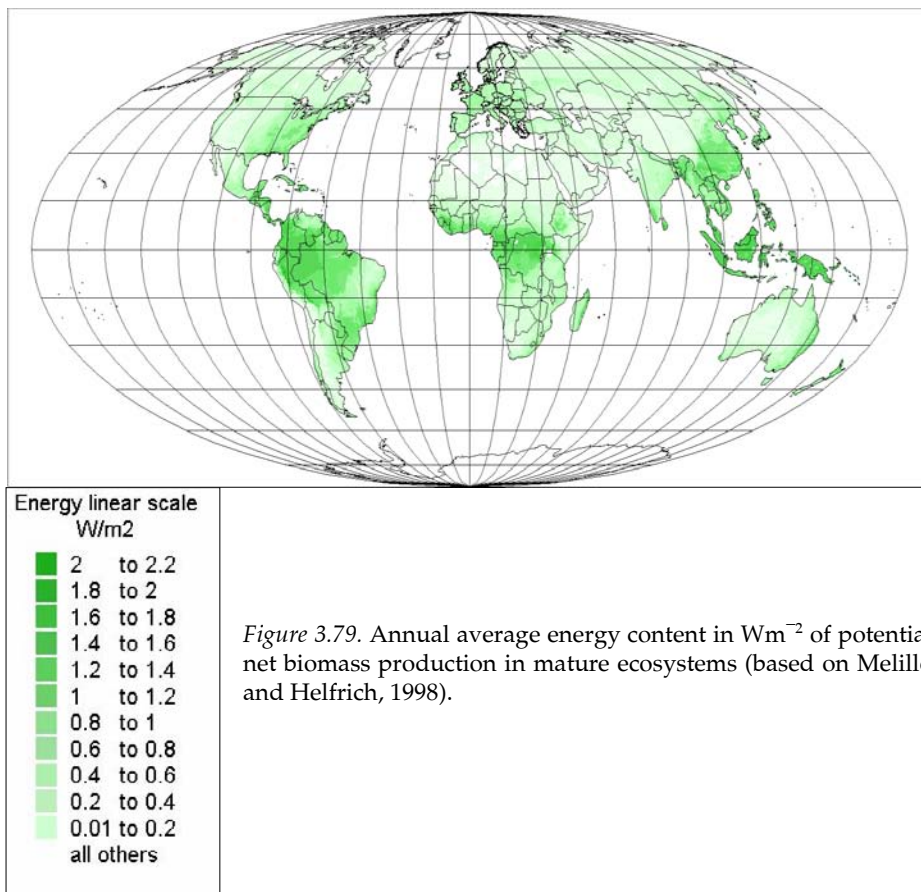 Energy linear scale
W/m2
2 to 2.2
1.8 to 2
1.6 to 1.8
1.4 to 1.6
1.2 to 1.4
1 to 1.2
0.8 to 1
0.6 to 0.8
0.4 to 0.6
0.2 to 0.4
0.01 to 0.2
all others
Figure 3.79. Annual average energy content in Wm⁻² of potentia
net biomass production in mature ecosystems (based on Melill
and Helfrich, 1998).